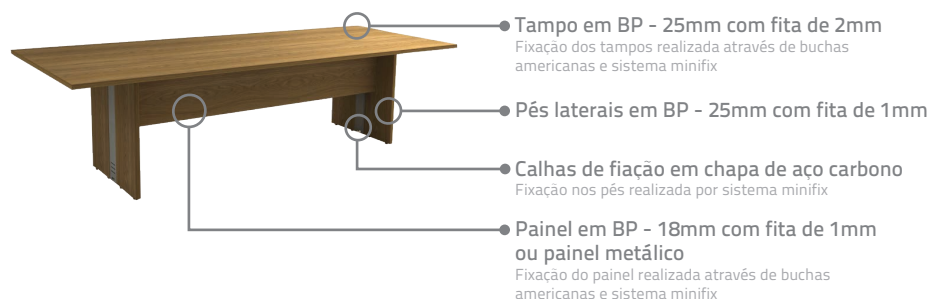 Tampo em BP - 25mm com fita de 2mm
Fixação dos tampos realizada através de buchas
americanas e sistema minifix
Pés laterais em BP - 25mm com fita de 1mm
Calhas de fiação em chapa de aço carbono
Fixação nos pés realizada por sistema minifix
Painel em BP - 18mm com fita de 1mm
ou painel metálico
Fixação do painel realizada através de buchas
americanas e sistema minifix